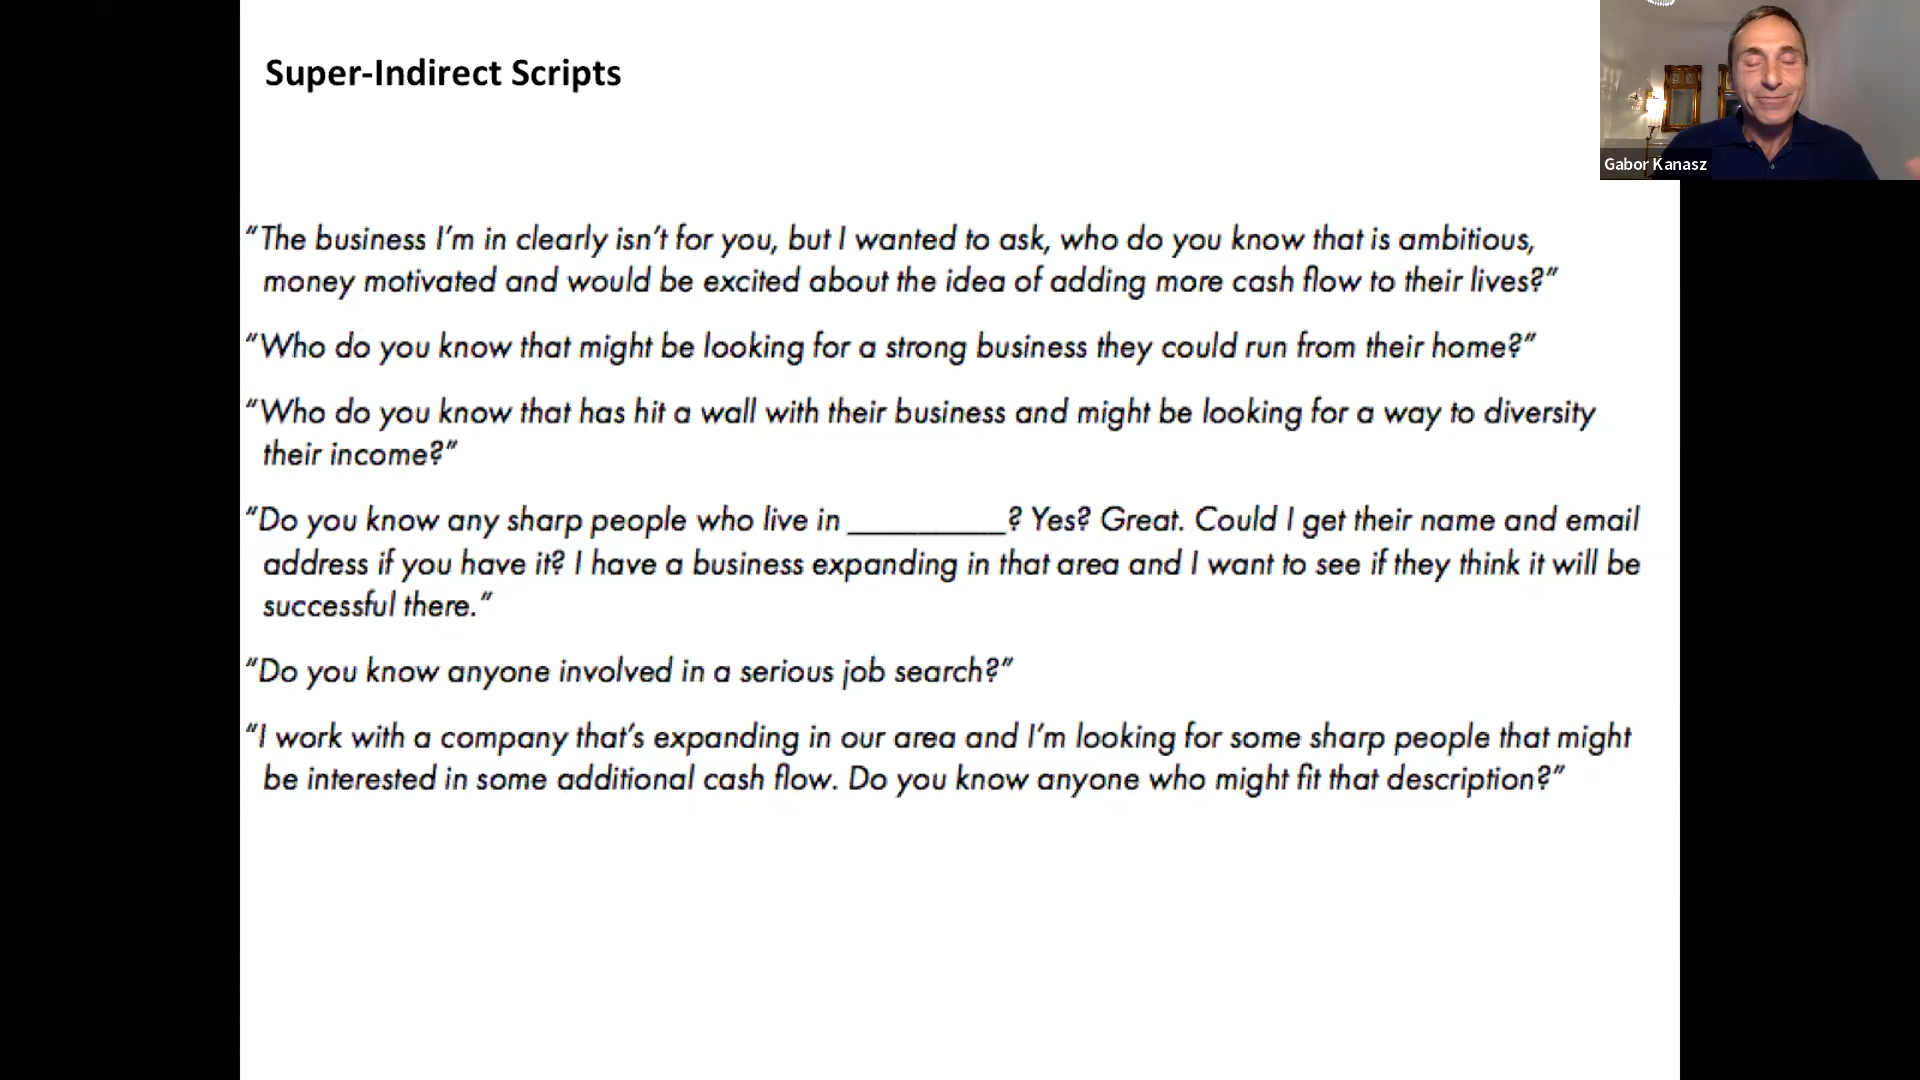 Super-Indirect Scripts
Gabor Kanasz
“The business I’m in clearly isn’t for you, but I wanted to ask, who do you know that is ambitious,
money motivated and would be excited about the idea of adding more cash flow to their lives?”
“Who do you know that might be looking for a strong business they could run from their home?”
“Who do you know that has hit a wall with their business and might be looking for a way to diversity
their income?”
“Do you know any sharp people who live in __________? Yes? Great. Could I get their name and email
address if you have it? I have a business expanding in that area and I want to see if they think it will be
successful there.”
“Do you know anyone involved in a serious job search?”
“I work with a company that’s expanding in our area and I’m looking for some sharp people that might
be interested in some additional cash flow. Do you know anyone who might fit that description?”